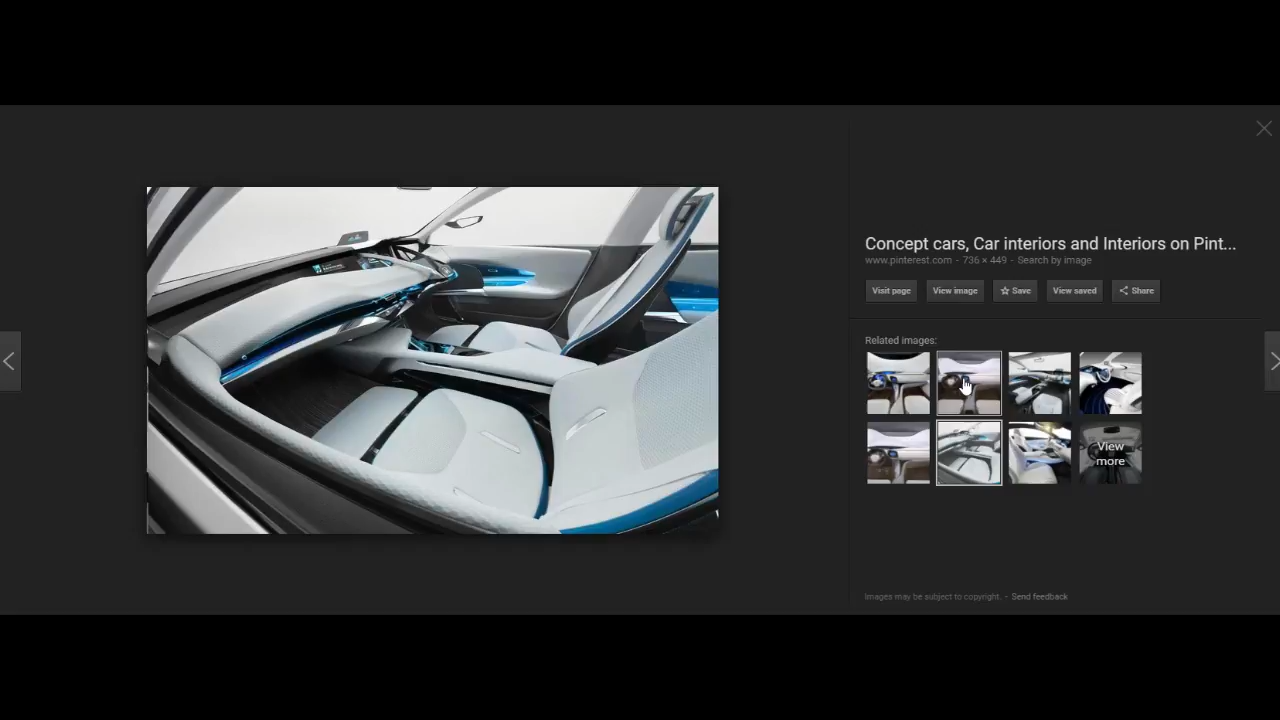 Concept cars, Car interiors and Interiors on Pint...
www.pinterest.com - 736 × 449 - Search by image
Visit page
View image
Save
View saved
Share
Related images:
View
more
Images may be subject to copyright. - Send feedback